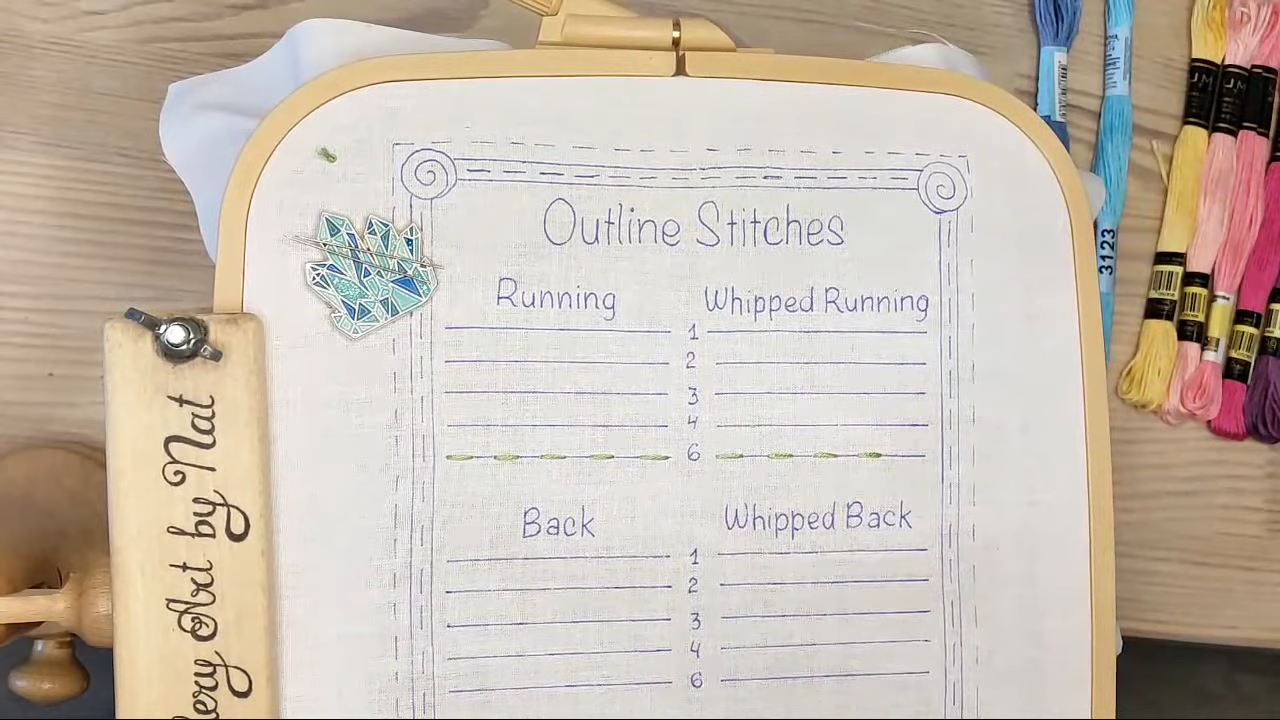 Outline Stitches
Running Whipped Running
1
2
3
4
6
Back Whipped Back
1
2
3
4
6
Art by Nat
3123